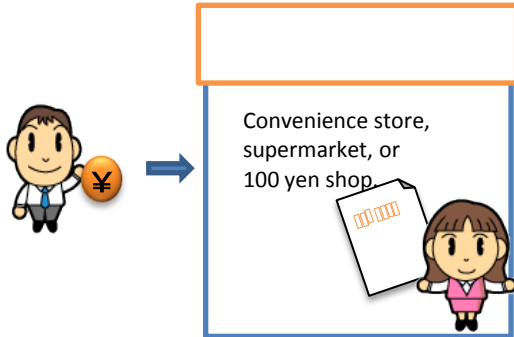 Convenience store,
supermarket, or
100 yen shop.
¥